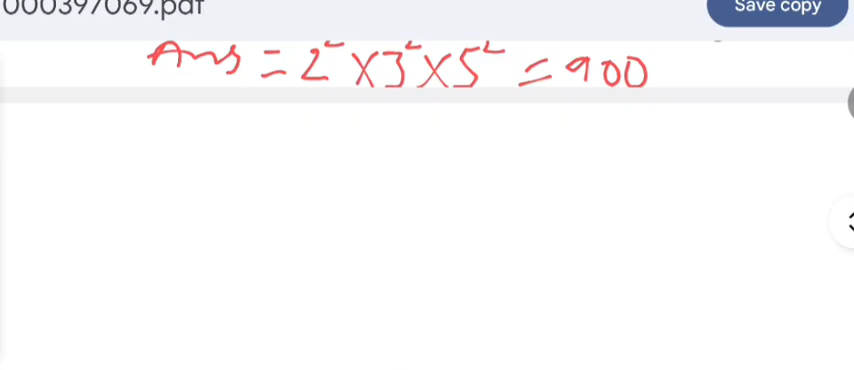 000397069.pdf
Save copy
Ans = 2² × 3² × 5² = 900